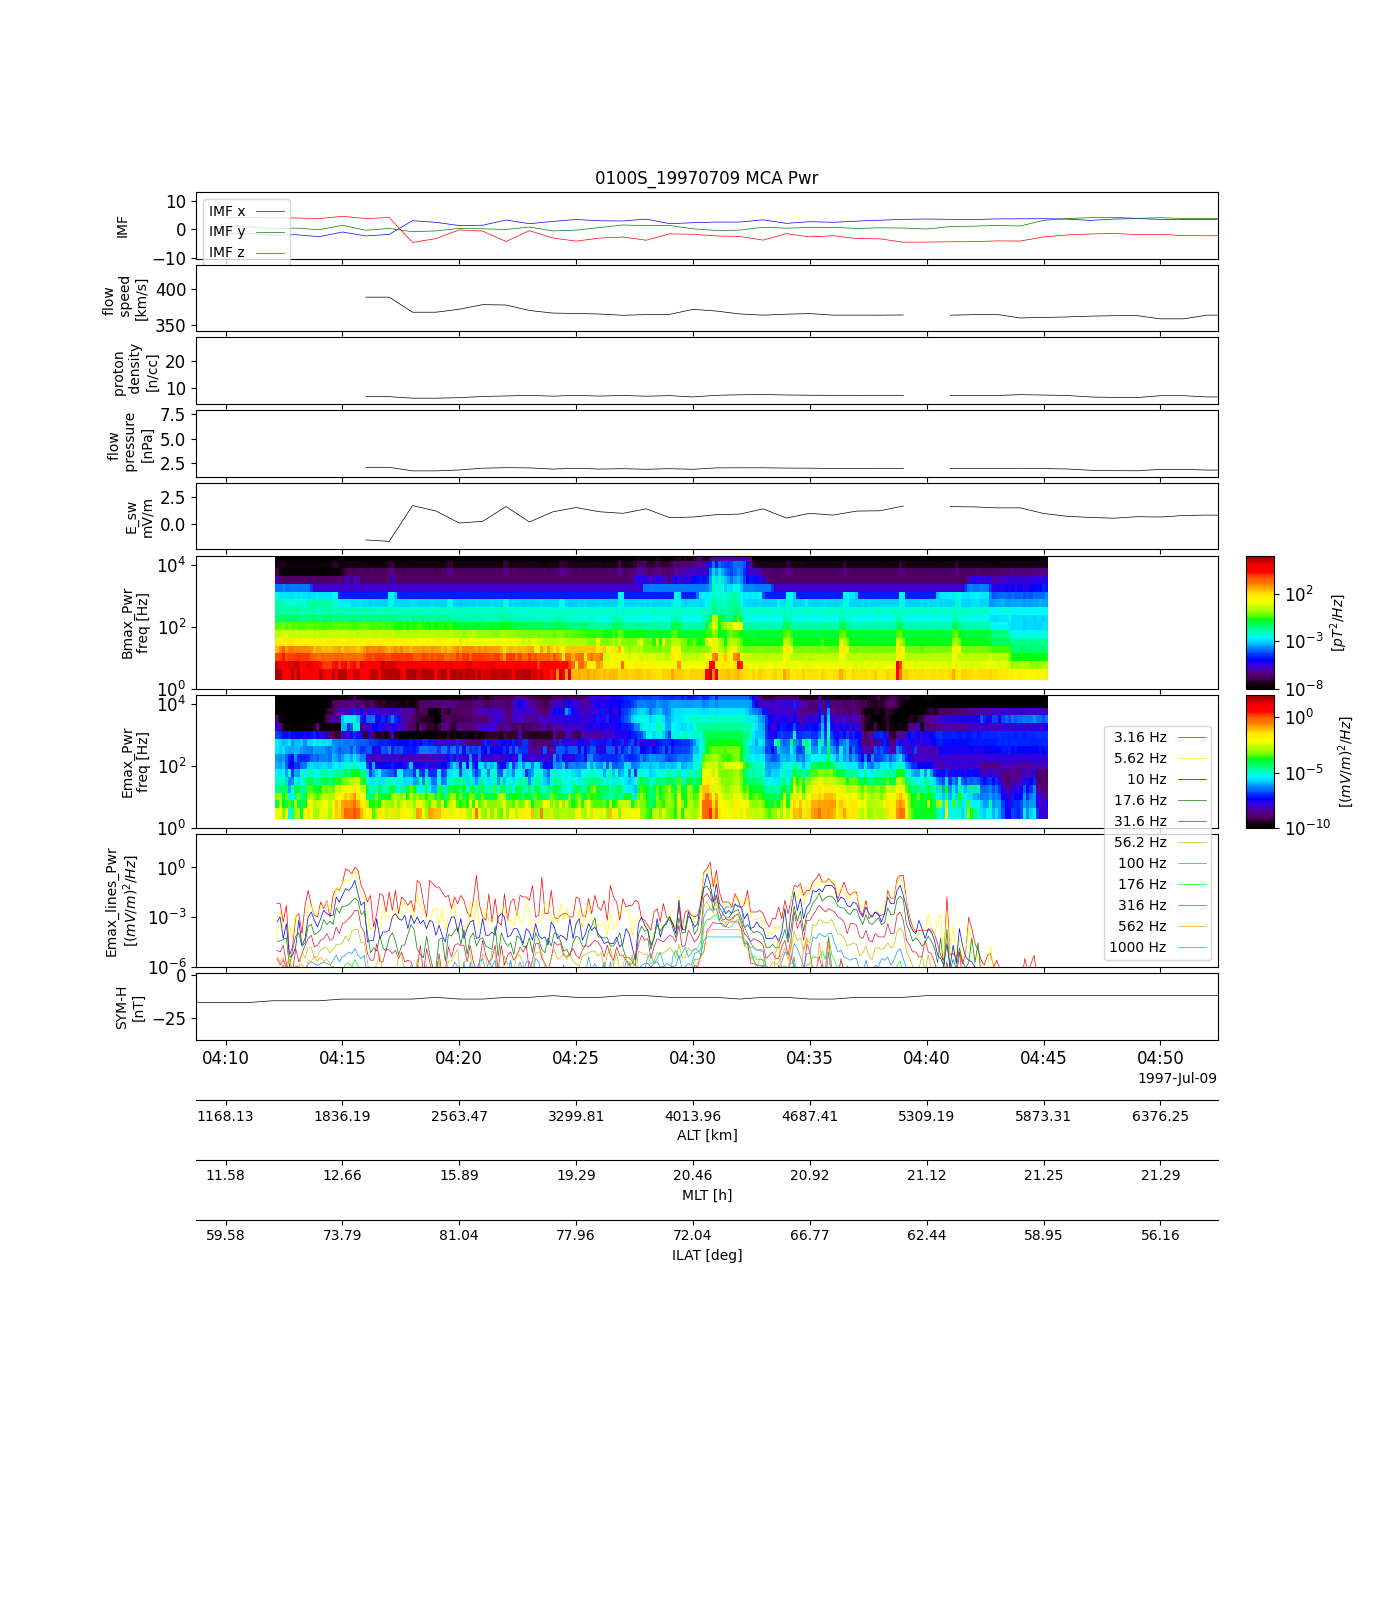 0100S_19970709 MCA Pwr
10
0
−10
IMF
IMF x
IMF y
IMF z
400
350
flow
speed
[km/s]
20
10
proton
density
[n/cc]
7.5
5.0
2.5
flow
pressure
[nPa]
2.5
0.0
E_sw
mV/m
10^4
10^2
10^0
Bmax_Pwr
freq [Hz]
10^2
10^−3
10^−8
[pT^2/Hz]
10^4
10^2
10^0
Emax_Pwr
freq [Hz]
10^0
10^−5
10^−10
[(mV/m)^2/Hz]
3.16 Hz
5.62 Hz
10 Hz
17.6 Hz
31.6 Hz
56.2 Hz
100 Hz
176 Hz
316 Hz
562 Hz
1000 Hz
10^0
10^−3
10^−6
Emax_lines_Pwr
[(mV/m)^2/Hz]
0
−25
SYM-H
[nT]
04:10 04:15 04:20 04:25 04:30 04:35 04:40 04:45 04:50
1997-Jul-09
1168.13 1836.19 2563.47 3299.81 4013.96 4687.41 5309.19 5873.31 6376.25
ALT [km]
11.58 12.66 15.89 19.29 20.46 20.92 21.12 21.25 21.29
MLT [h]
59.58 73.79 81.04 77.96 72.04 66.77 62.44 58.95 56.16
ILAT [deg]